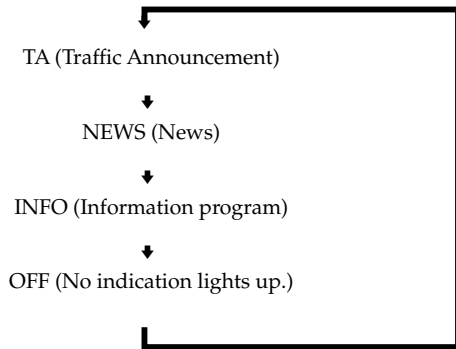 TA (Traffic Announcement)
NEWS (News)
INFO (Information program)
OFF (No indication lights up.)